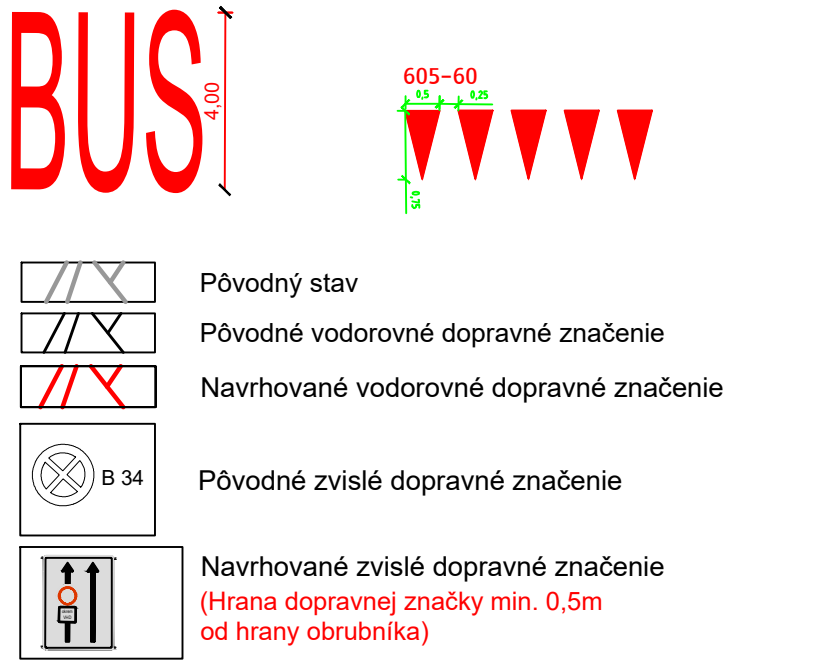 BUS
4,00
605-60
0,5
0,25
0,75
Pôvodný stav
Pôvodné vodorovné dopravné značenie
Navrhované vodorovné dopravné značenie
B 34
Pôvodné zvislé dopravné značenie
Navrhované zvislé dopravné značenie
(Hrana dopravnej značky min. 0,5m
od hrany obrubníka)